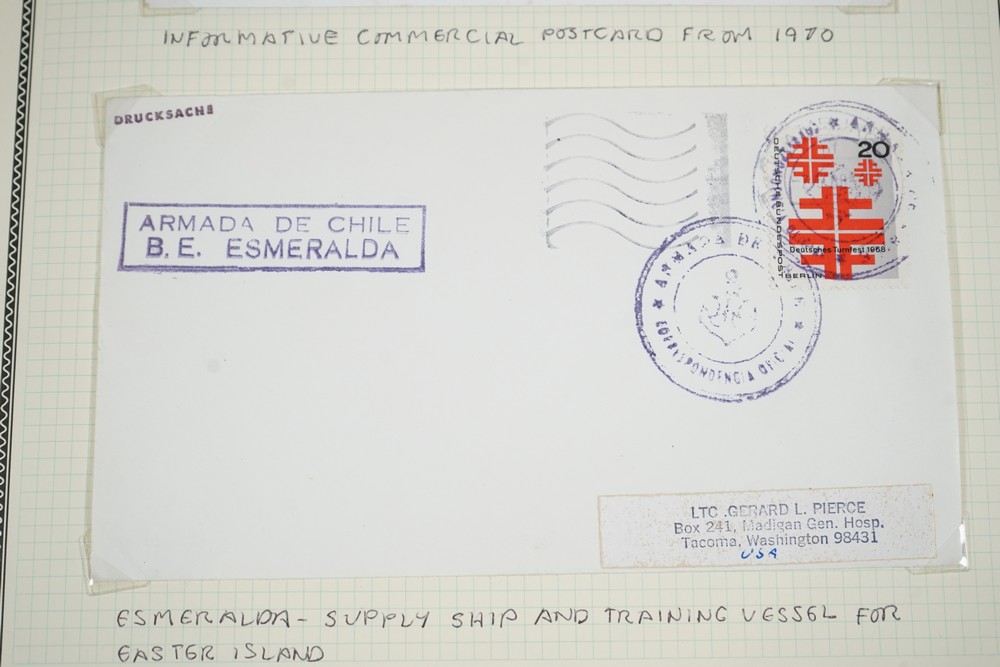 INFORMATIVE COMMERCIAL POSTCARD FROM 1970
DRUCKSACHE
ARMADA DE CHILE
B.E. ESMERALDA
20
DEUTSCHE BUNDESPOST
BERLIN
Deutsches Turnfest 1968
ARMADA DE
CORRESPONDENCIA OFICIAL
LTC .GERARD L. PIERCE
Box 241, Madigan Gen. Hosp.
Tacoma, Washington 98431
USA
ESMERALDA - SUPPLY SHIP AND TRAINING VESSEL FOR
EASTER ISLAND